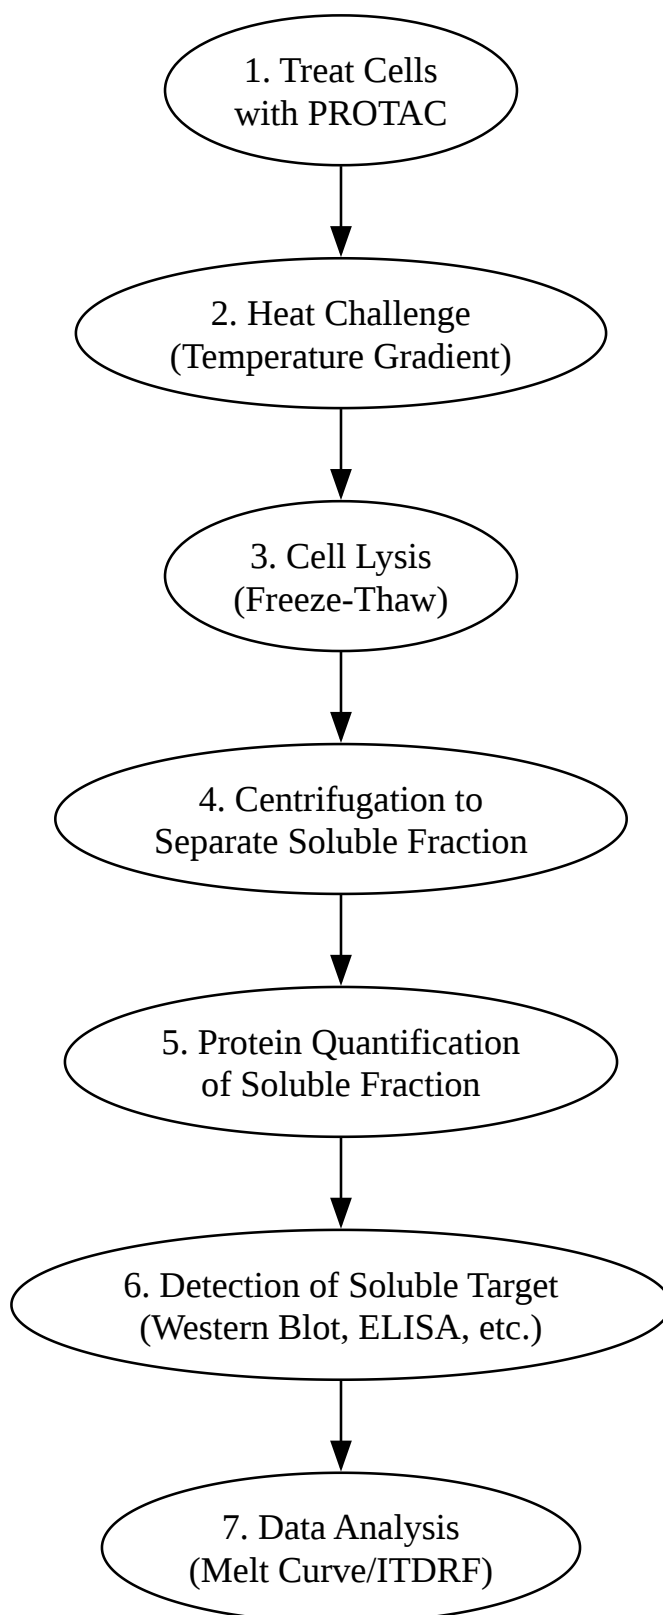 1. Treat Cells
with PROTAC
2. Heat Challenge
(Temperature Gradient)
3. Cell Lysis
(Freeze-Thaw)
4. Centrifugation to
Separate Soluble Fraction
5. Protein Quantification
of Soluble Fraction
6. Detection of Soluble Target
(Western Blot, ELISA, etc.)
7. Data Analysis
(Melt Curve/ITDRF)